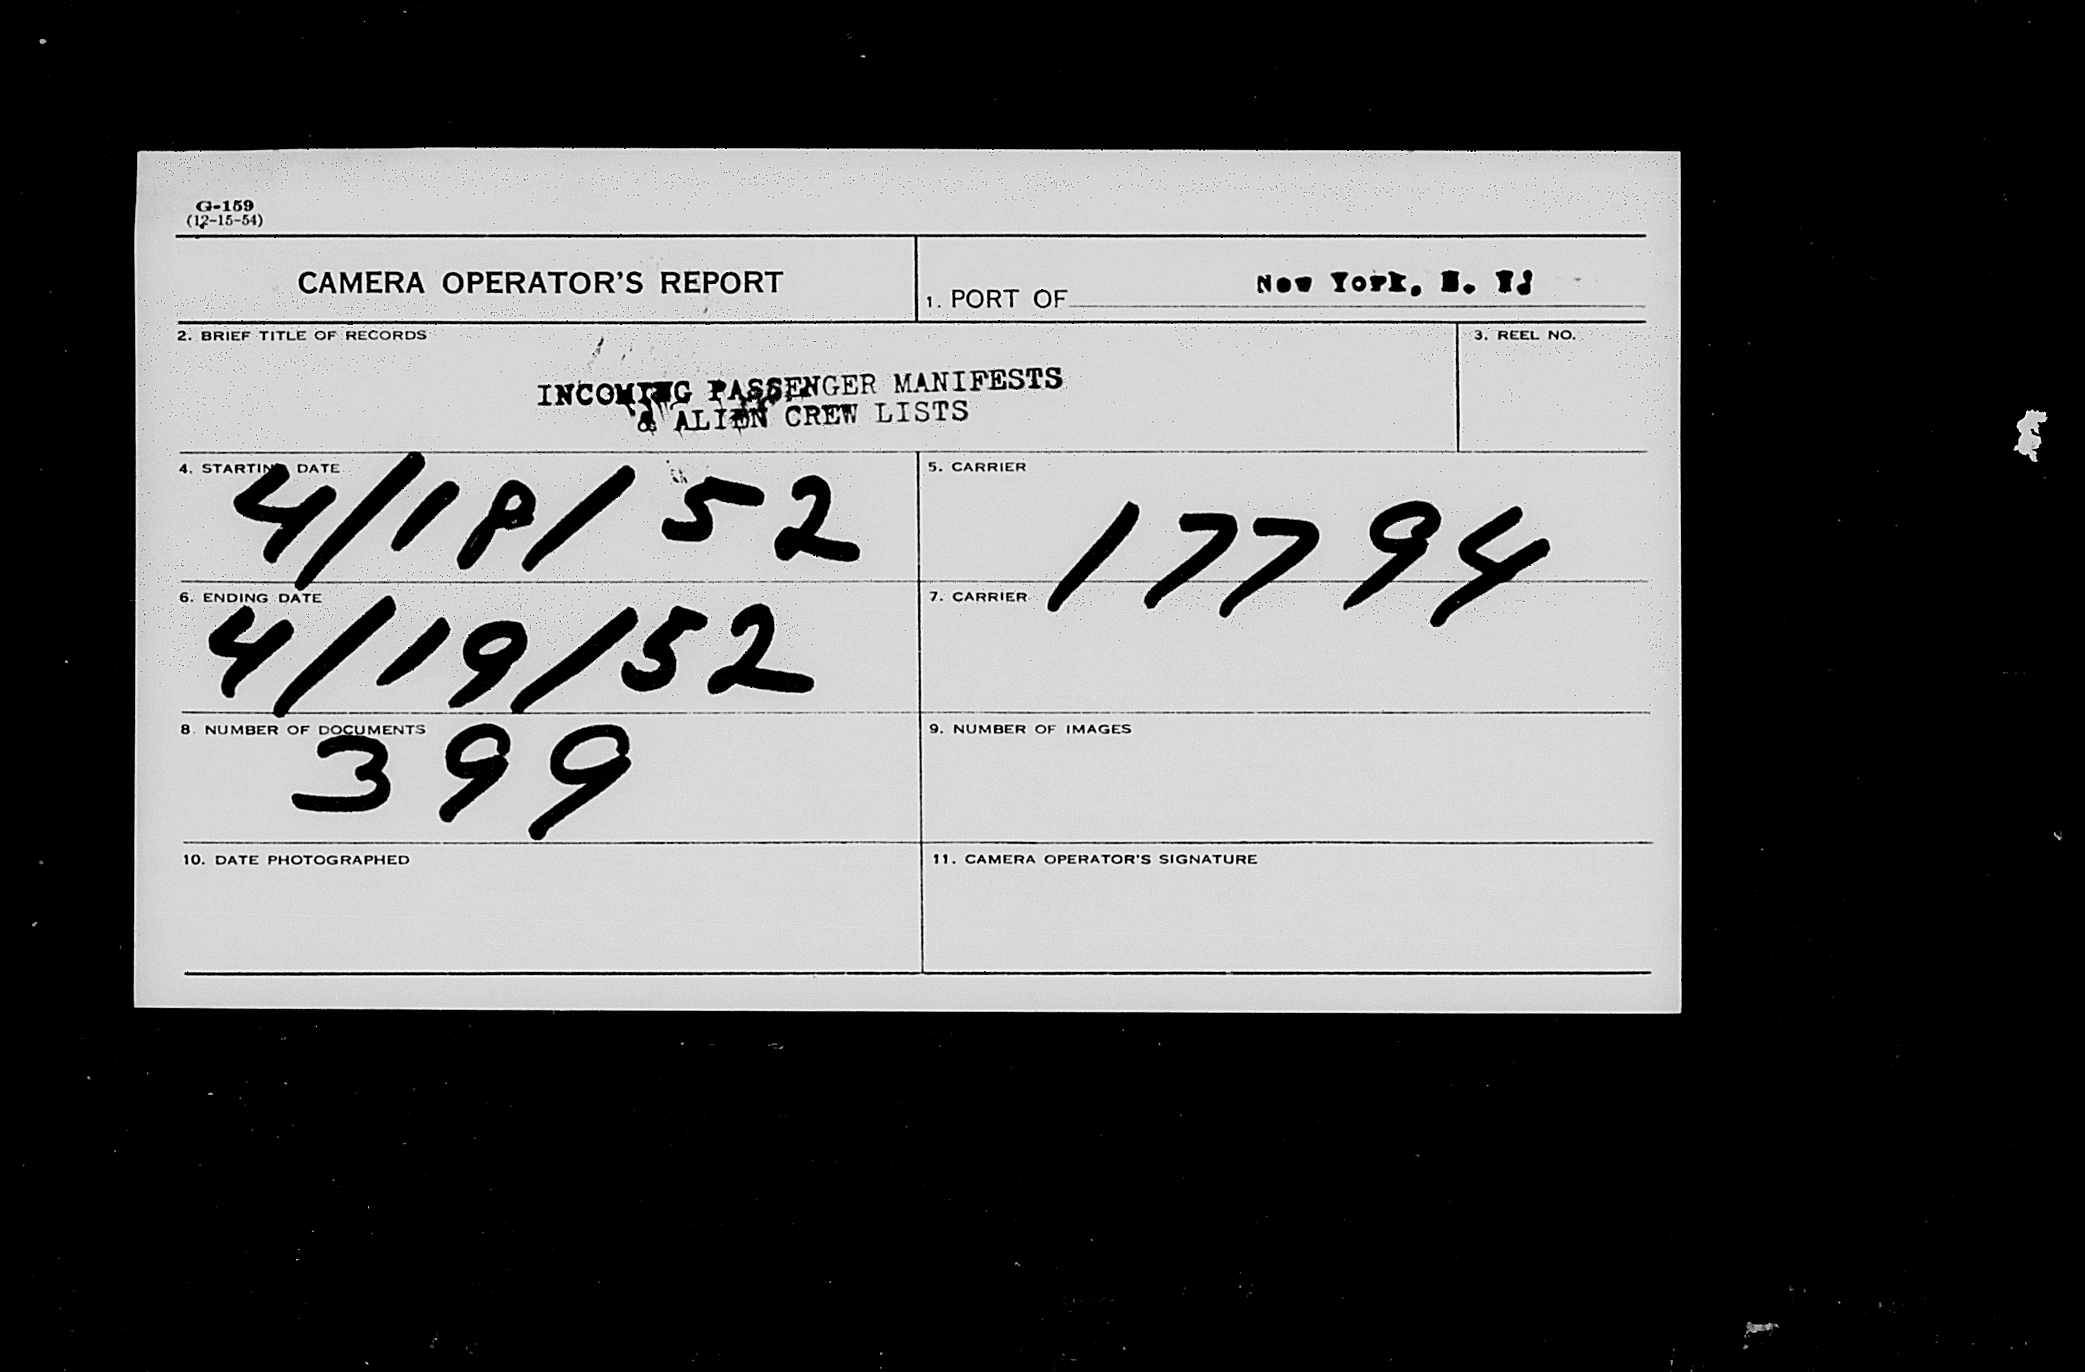 G-159
(12-15-54)
CAMERA OPERATOR'S REPORT
1. PORT OF New York, N. Y.
2. BRIEF TITLE OF RECORDS
3. REEL NO.
INCOMING PASSENGER MANIFESTS
& ALIEN CREW LISTS
4. STARTING DATE
4/18/52
5. CARRIER
17794
6. ENDING DATE
4/19/52
7. CARRIER
8. NUMBER OF DOCUMENTS
399
9. NUMBER OF IMAGES
10. DATE PHOTOGRAPHED
11. CAMERA OPERATOR'S SIGNATURE